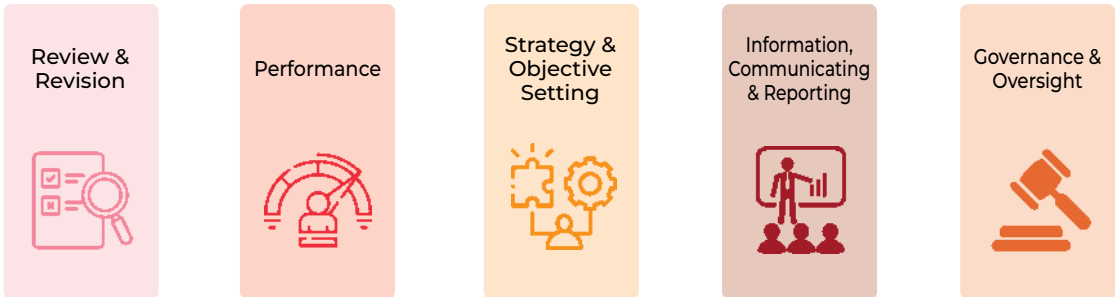 Review &
Revision
Performance
Strategy &
Objective
Setting
Information,
Communicating
& Reporting
Governance &
Oversight